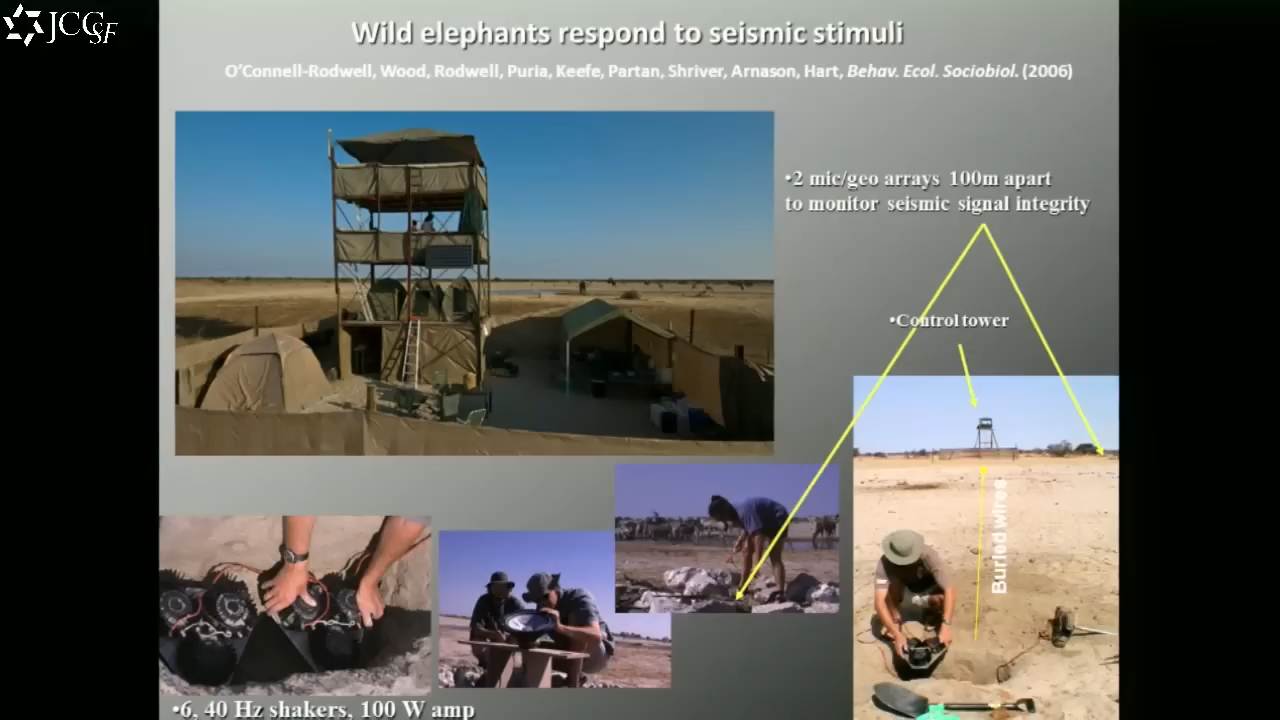 JCCSF
Wild elephants respond to seismic stimuli
O'Connell-Rodwell, Wood, Rodwell, Puria, Keefe, Partan, Shriver, Arnason, Hart, Behav. Ecol. Sociobiol. (2006)
•2 mic/geo arrays 100m apart
to monitor seismic signal integrity
•Control tower
Buried wires
•6, 40 Hz shakers, 100 W amp